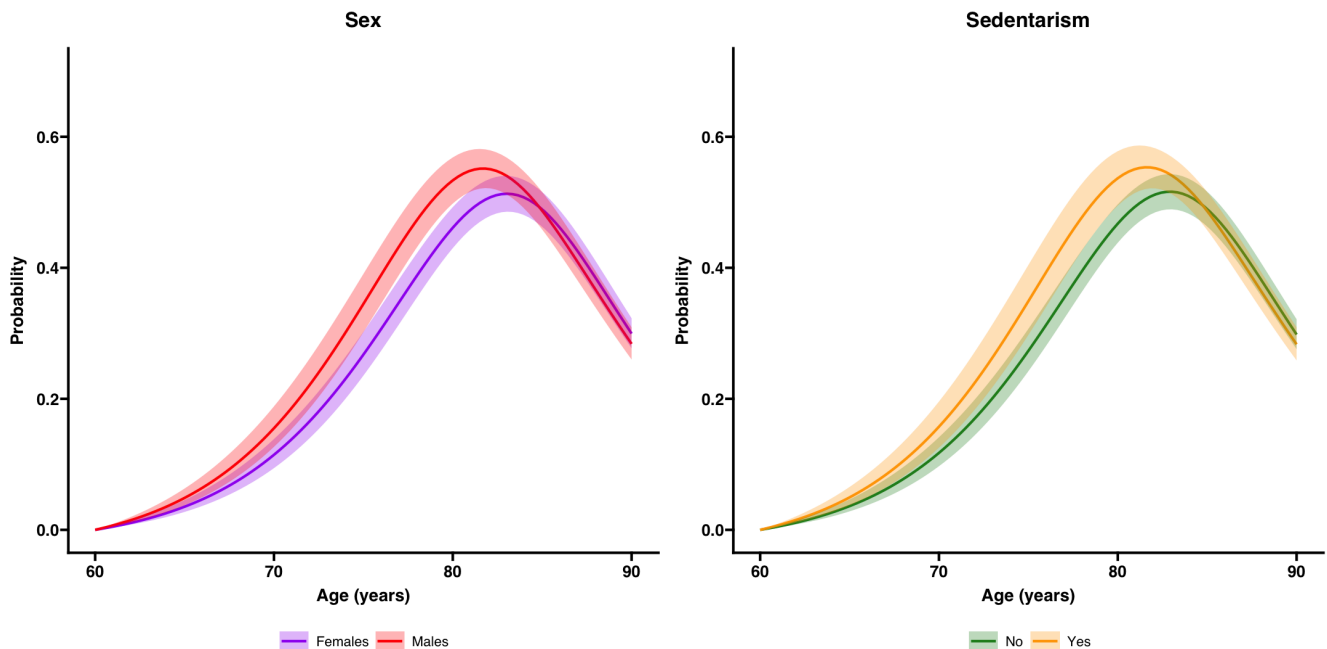 Sex
Probability
0.6
0.4
0.2
0.0
60 70 80 90
Age (years)
Females Males
Sedentarism
Probability
0.6
0.4
0.2
0.0
60 70 80 90
Age (years)
No Yes